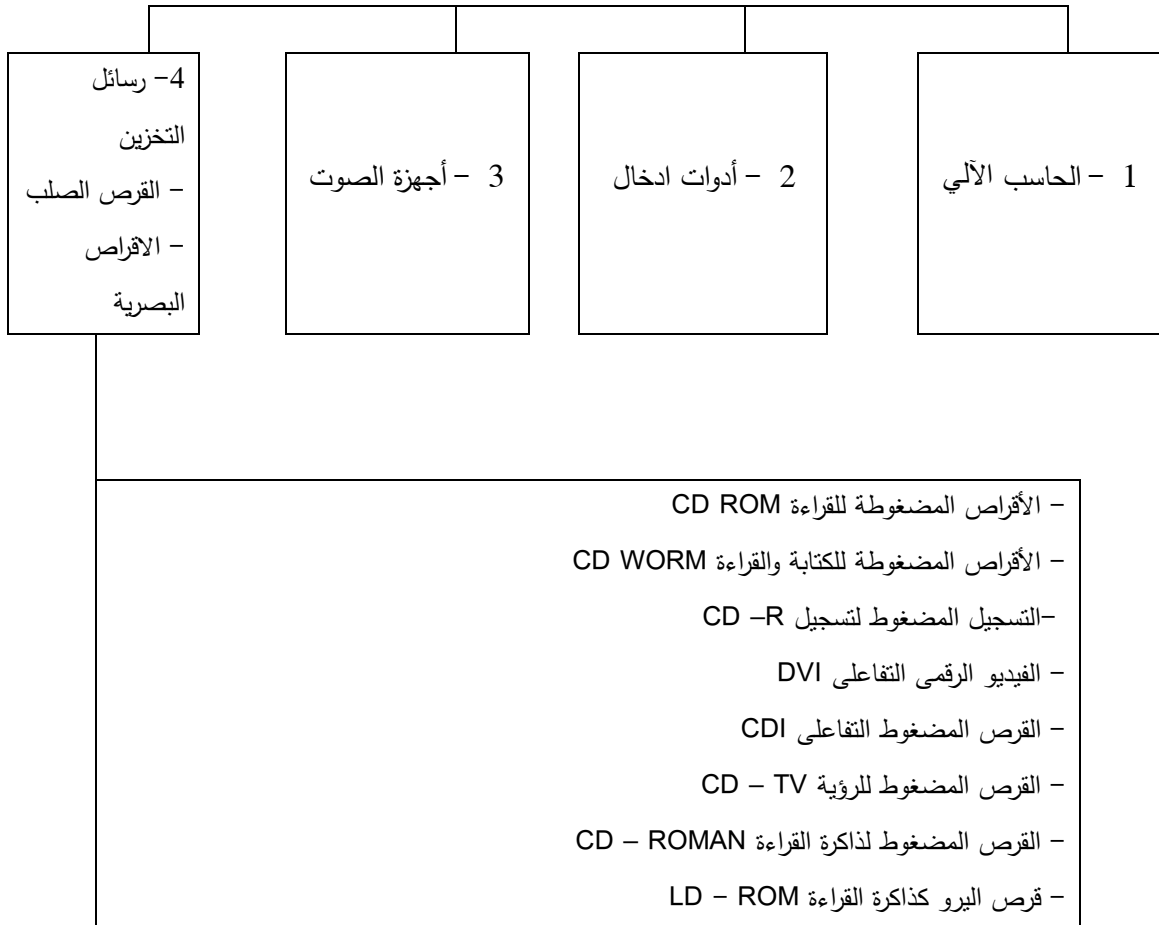 1 - الحاسب الآلي
2 - أدوات ادخال
3 - أجهزة الصوت
4- رسائل
التخزين
- القرص الصلب
- الاقراص
البصرية
- الأقراص المضغوطة للقراءة CD ROM
- الأقراص المضغوطة للكتابة والقراءة CD WORM
-التسجيل المضغوط لتسجيل CD –R
- الفيديو الرقمى التفاعلى DVI
- القرص المضغوط التفاعلى CDI
- القرص المضغوط للرؤية CD – TV
- القرص المضغوط لذاكرة القراءة CD – ROMAN
- قرص اليرو كذاكرة القراءة LD – ROM